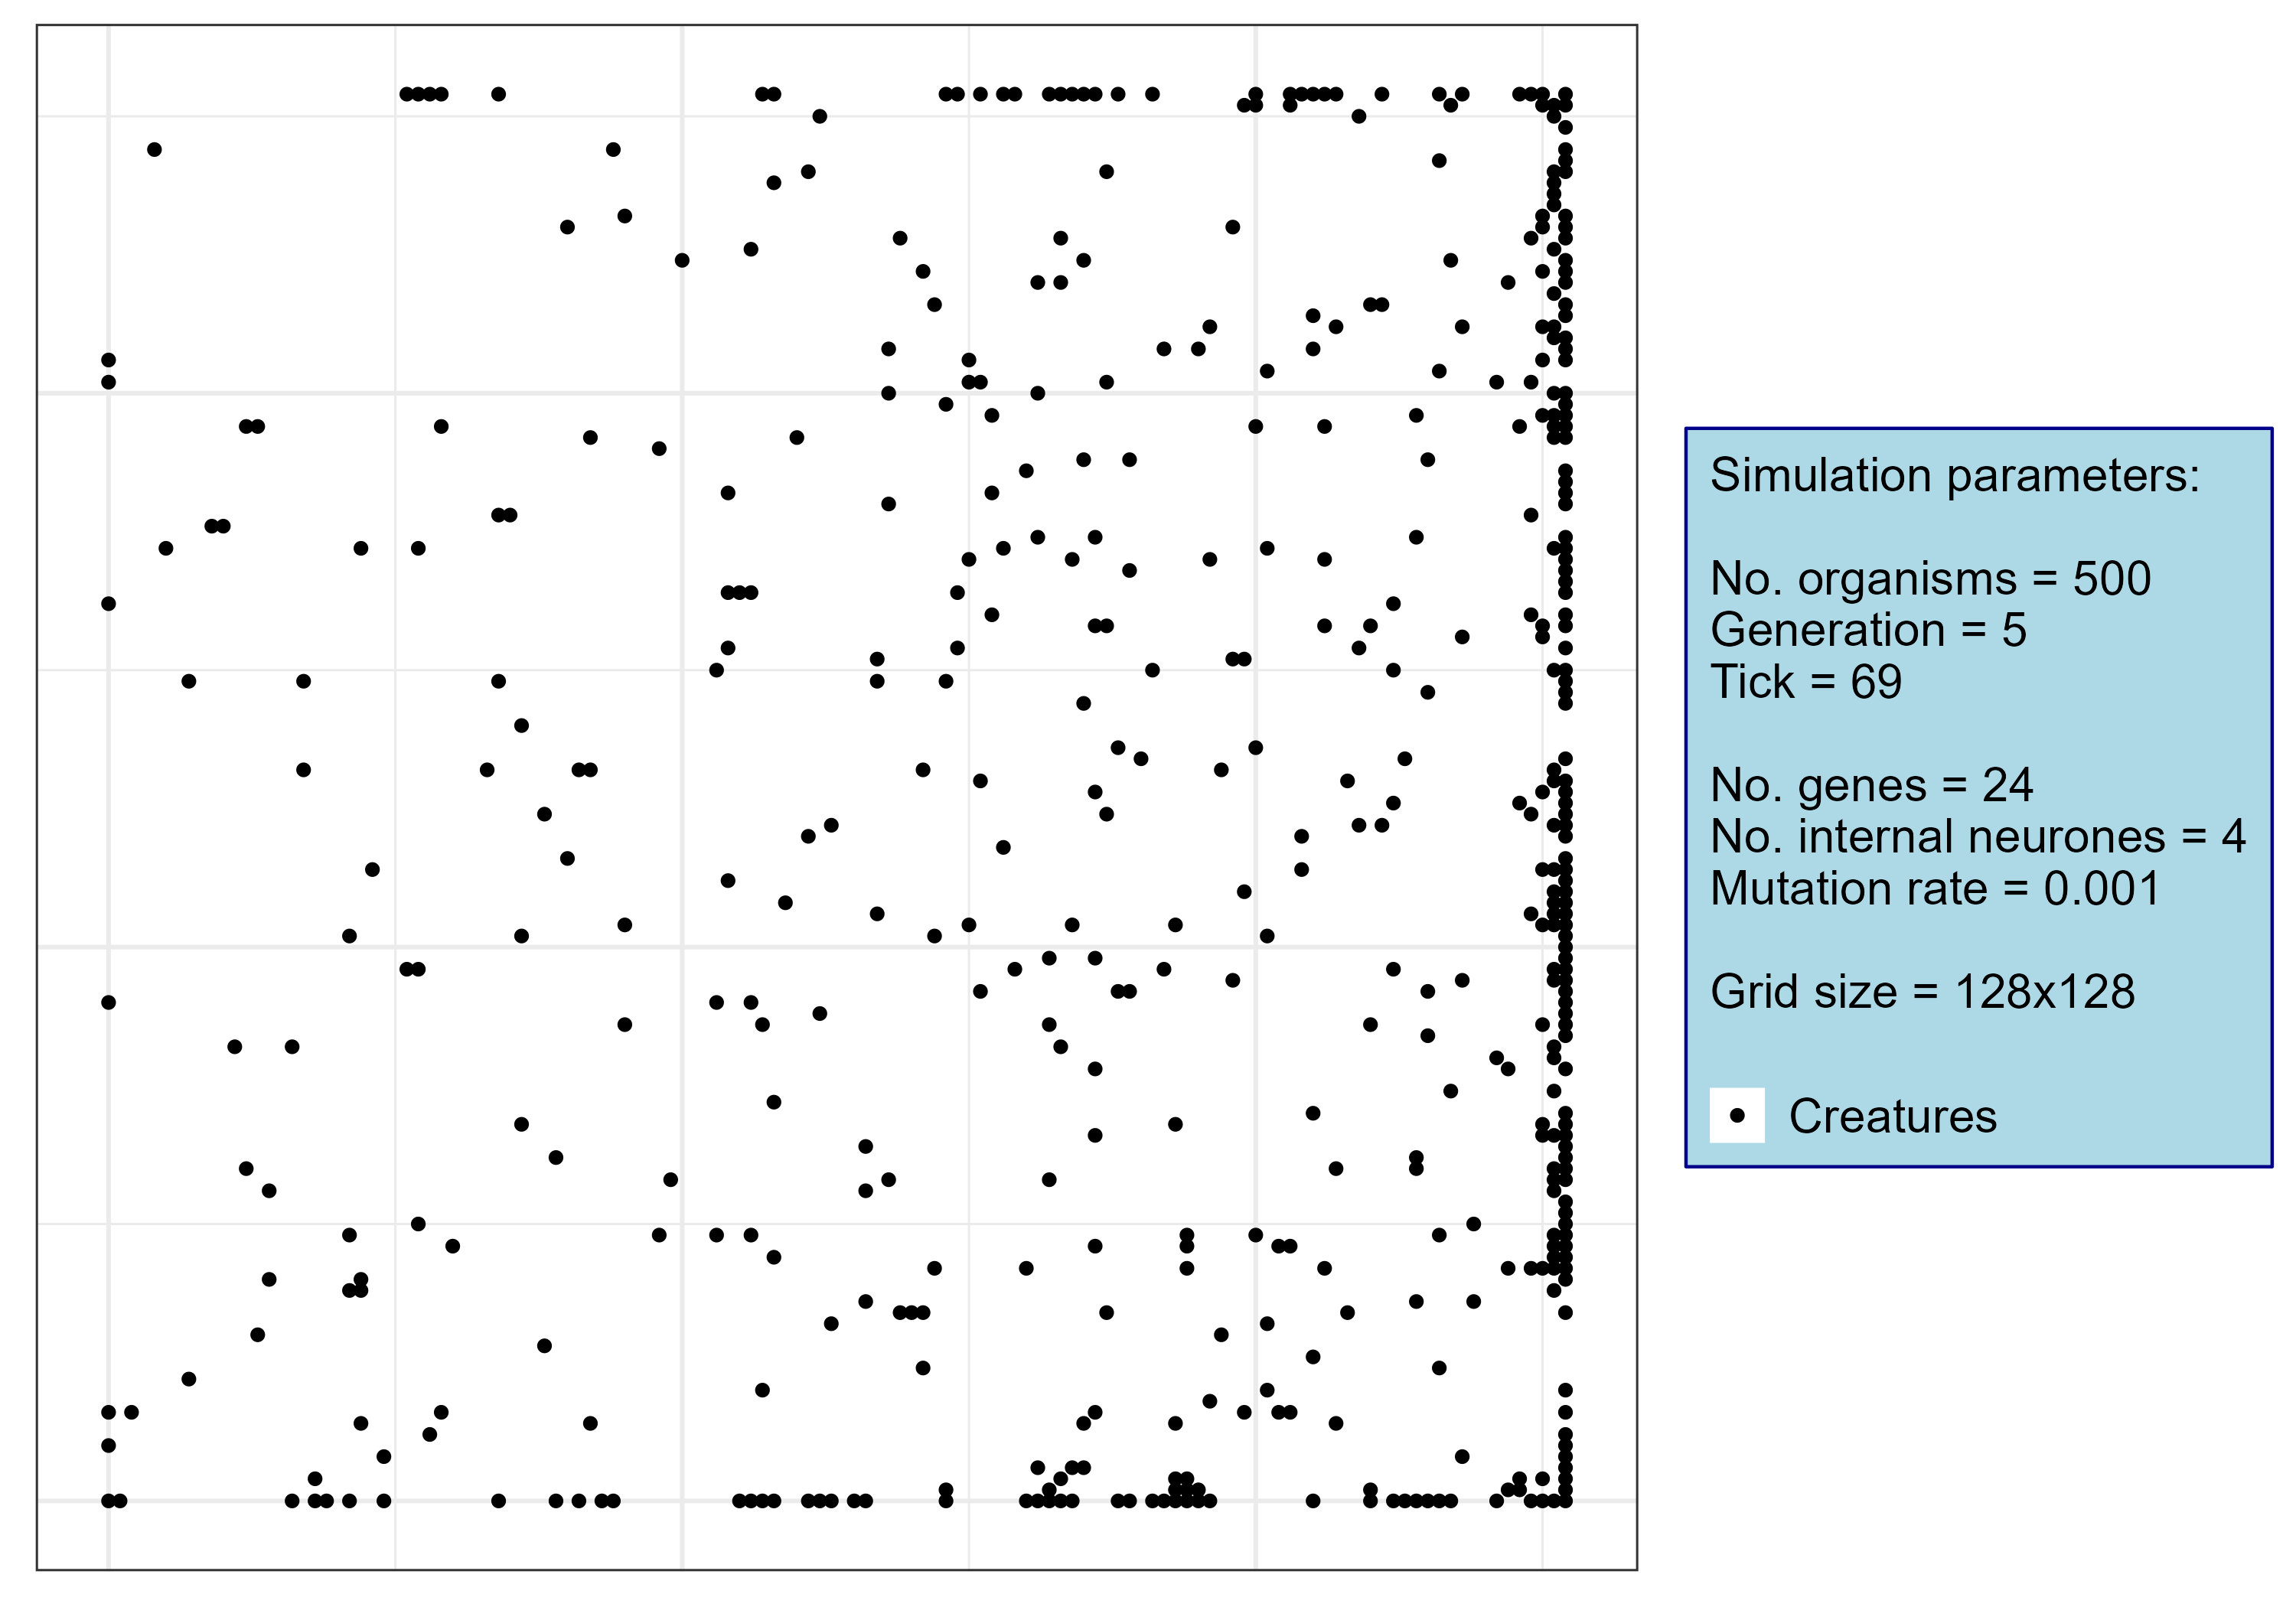 Simulation parameters:
No. organisms = 500
Generation = 5
Tick = 69
No. genes = 24
No. internal neurones = 4
Mutation rate = 0.001
Grid size = 128x128
Creatures